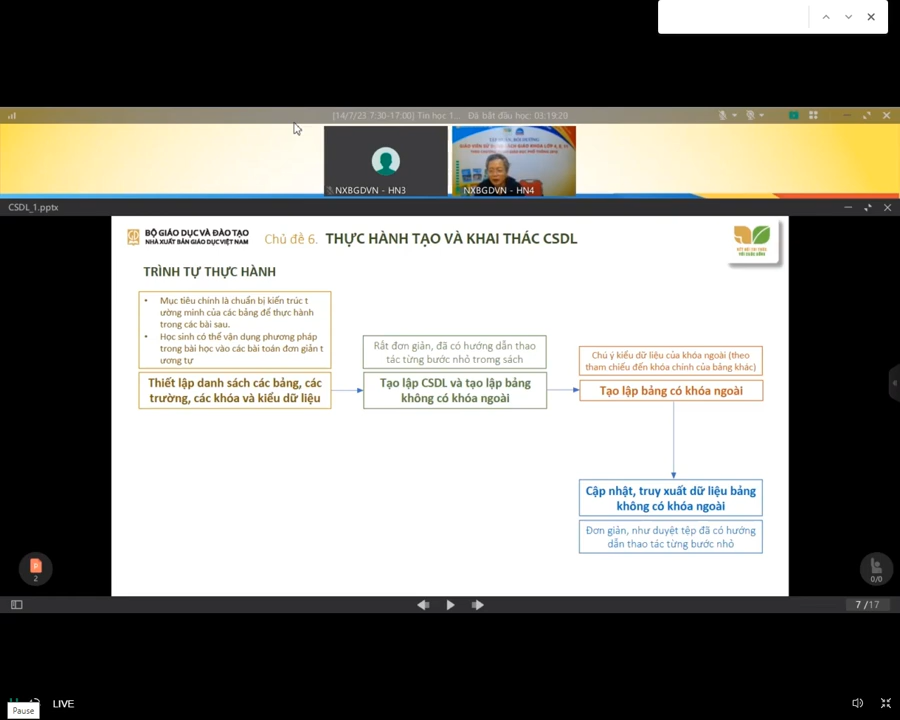 [14/7/23 7:30-17:00] Tin học 1... Đã bắt đầu học: 03:19:29
NXBGDVN - HN3
NXBGDVN - HN4
CSDL_1.pptx
BỘ GIÁO DỤC VÀ ĐÀO TẠO
NHÀ XUẤT BẢN GIÁO DỤC VIỆT NAM
Chủ đề 6. THỰC HÀNH TẠO VÀ KHAI THÁC CSDL
TRÌNH TỰ THỰC HÀNH
• Mục tiêu chính là chuẩn bị kiến trúc t
ường minh của các bảng để thực hành
trong các bài sau.
• Học sinh có thể vận dụng phương pháp
trong bài học vào các bài toán đơn giản t
ương tự
Thiết lập danh sách các bảng, các
trường, các khóa và kiểu dữ liệu
Rất đơn giản, đã có hướng dẫn thao
tác từng bước nhỏ tromg sách
Tạo lập CSDL và tạo lập bảng
không có khóa ngoài
Chú ý kiểu dữ liệu của khóa ngoài (theo
tham chiếu đến khóa chính của bảng khác)
Tạo lập bảng có khóa ngoài
Cập nhật, truy xuất dữ liệu bảng
không có khóa ngoài
Đơn giản, như duyệt tệp đã có hướng
dẫn thao tác từng bước nhỏ
2
0/0
7 /17
LIVE
Pause